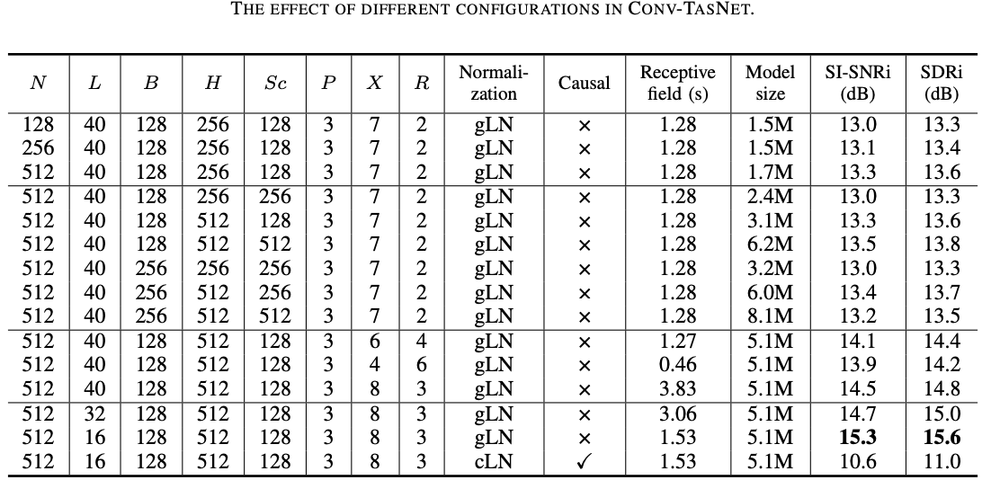 THE EFFECT OF DIFFERENT CONFIGURATIONS IN CONV-TASNET.
N L B H Sc P X R Normali-zation Causal Receptive field (s) Model size SI-SNRi (dB) SDRi (dB)
128 40 128 256 128 3 7 2 gLN × 1.28 1.5M 13.0 13.3
256 40 128 256 128 3 7 2 gLN × 1.28 1.5M 13.1 13.4
512 40 128 256 128 3 7 2 gLN × 1.28 1.7M 13.3 13.6
512 40 128 256 256 3 7 2 gLN × 1.28 2.4M 13.0 13.3
512 40 128 512 128 3 7 2 gLN × 1.28 3.1M 13.3 13.6
512 40 128 512 512 3 7 2 gLN × 1.28 6.2M 13.5 13.8
512 40 256 256 256 3 7 2 gLN × 1.28 3.2M 13.0 13.3
512 40 256 512 256 3 7 2 gLN × 1.28 6.0M 13.4 13.7
512 40 256 512 512 3 7 2 gLN × 1.28 8.1M 13.2 13.5
512 40 128 512 128 3 6 4 gLN × 1.27 5.1M 14.1 14.4
512 40 128 512 128 3 4 6 gLN × 0.46 5.1M 13.9 14.2
512 40 128 512 128 3 8 3 gLN × 3.83 5.1M 14.5 14.8
512 32 128 512 128 3 8 3 gLN × 3.06 5.1M 14.7 15.0
512 16 128 512 128 3 8 3 gLN × 1.53 5.1M 15.3 15.6
512 16 128 512 128 3 8 3 cLN ✓ 1.53 5.1M 10.6 11.0